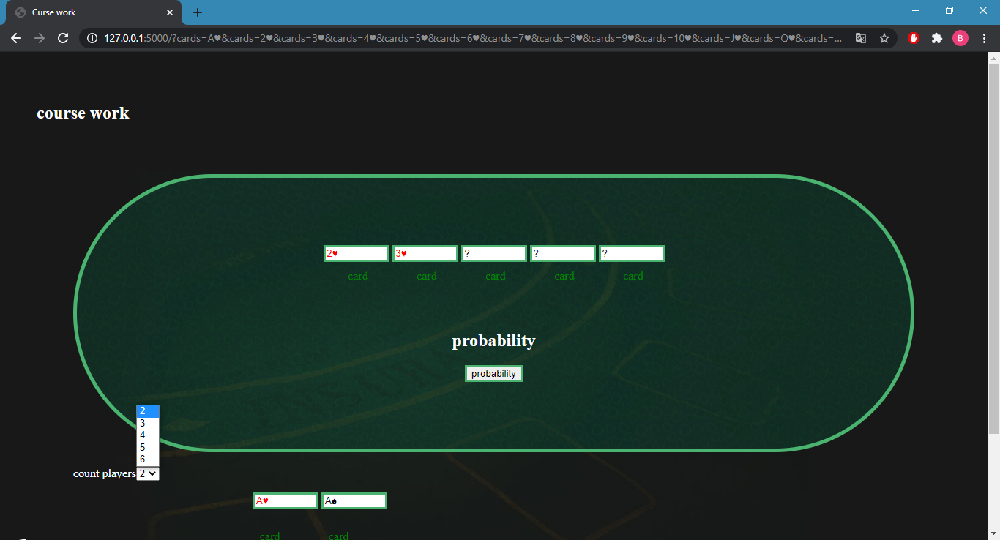 Curse work
127.0.0.1:5000/?cards=A♥&cards=2♥&cards=3♥&cards=4♥&cards=5♥&cards=6♥&cards=7♥&cards=8♥&cards=9♥&cards=10♥&cards=J♥&cards=Q♥&cards=...
B
course work
2♥ 3♥ ? ? ?
card card card card card
probability
probability
2
3
4
5
6
count players 2
A♥ A♠
card card